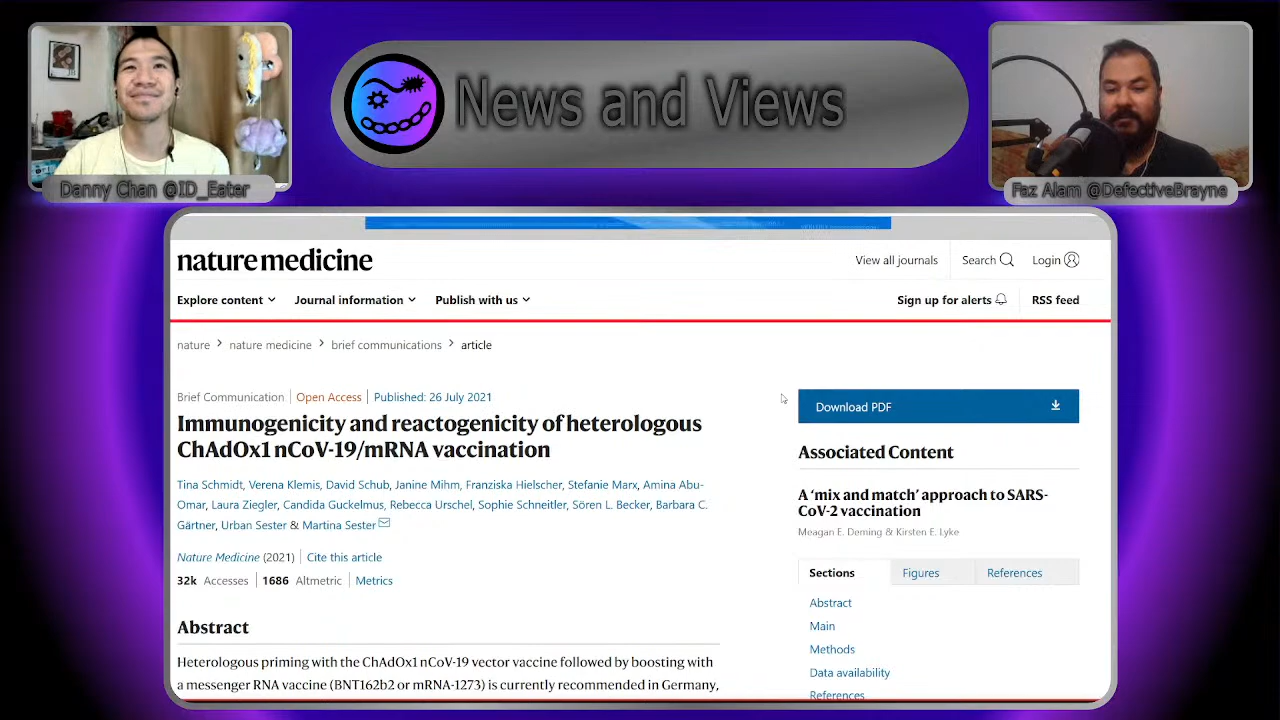 News and Views
Danny Chan @ID_Eater
Faz Alam @DefectiveBrayne
nature medicine
View all journals
Search
Login
Explore content
Journal information
Publish with us
Sign up for alerts
RSS feed
nature > nature medicine > brief communications > article
Brief Communication | Open Access | Published: 26 July 2021
Immunogenicity and reactogenicity of heterologous
ChAdOx1 nCoV-19/mRNA vaccination
Tina Schmidt, Verena Klemis, David Schub, Janine Mihm, Franziska Hielscher, Stefanie Marx, Amina Abu-
Omar, Laura Ziegler, Candida Guckelmus, Rebecca Urschel, Sophie Schneitler, Sören L. Becker, Barbara C.
Gärtner, Urban Sester & Martina Sester
Nature Medicine (2021) | Cite this article
32k Accesses | 1686 Altmetric | Metrics
Abstract
Heterologous priming with the ChAdOx1 nCoV-19 vector vaccine followed by boosting with
a messenger RNA vaccine (BNT162b2 or mRNA-1273) is currently recommended in Germany,
Download PDF
Associated Content
A ‘mix and match’ approach to SARS-
CoV-2 vaccination
Meagan E. Deming & Kirsten E. Lyke
Sections
Figures
References
Abstract
Main
Methods
Data availability
References